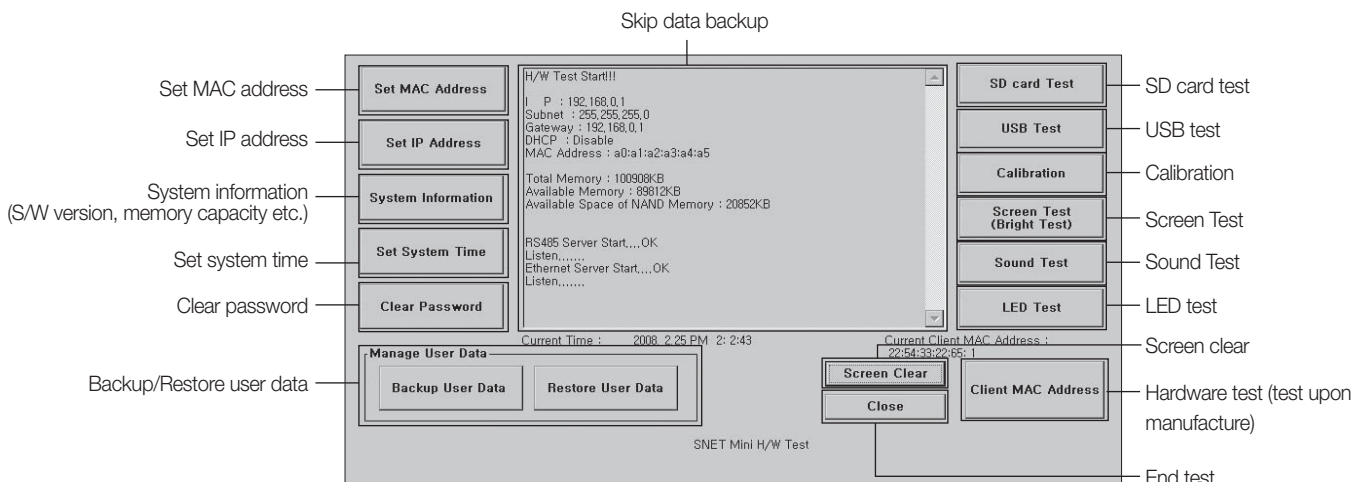 Skip data backup
Set MAC address
Set IP address
System information
(S/W version, memory capacity etc.)
Set system time
Clear password
Backup/Restore user data
Set MAC Address
Set IP Address
System Information
Set System Time
Clear Password
H/W Test Start!!!
I P : 192,168,0,1
Subnet : 255,255,255,0
Gateway : 192,168,0,1
DHCP : Disable
MAC Address : a0:a1:a2:a3:a4:a5
Total Memory : 100908KB
Available Memory : 89812KB
Available Space of NAND Memory : 20852KB
RS485 Server Start,,,,OK
Listen,,,,,,,
Ethernet Server Start,,,,OK
Listen,,,,,,,
SD card Test
USB Test
Calibration
Screen Test
(Bright Test)
Sound Test
LED Test
SD card test
USB test
Calibration
Screen Test
Sound Test
LED test
Screen clear
Hardware test (test upon
manufacture)
End test
Current Time : 2008. 2.25 PM 2: 2:43
Current Client MAC Address :
22:54:33:22:65: 1
Manage User Data
Backup User Data
Restore User Data
Screen Clear
Close
Client MAC Address
SNET Mini H/W Test